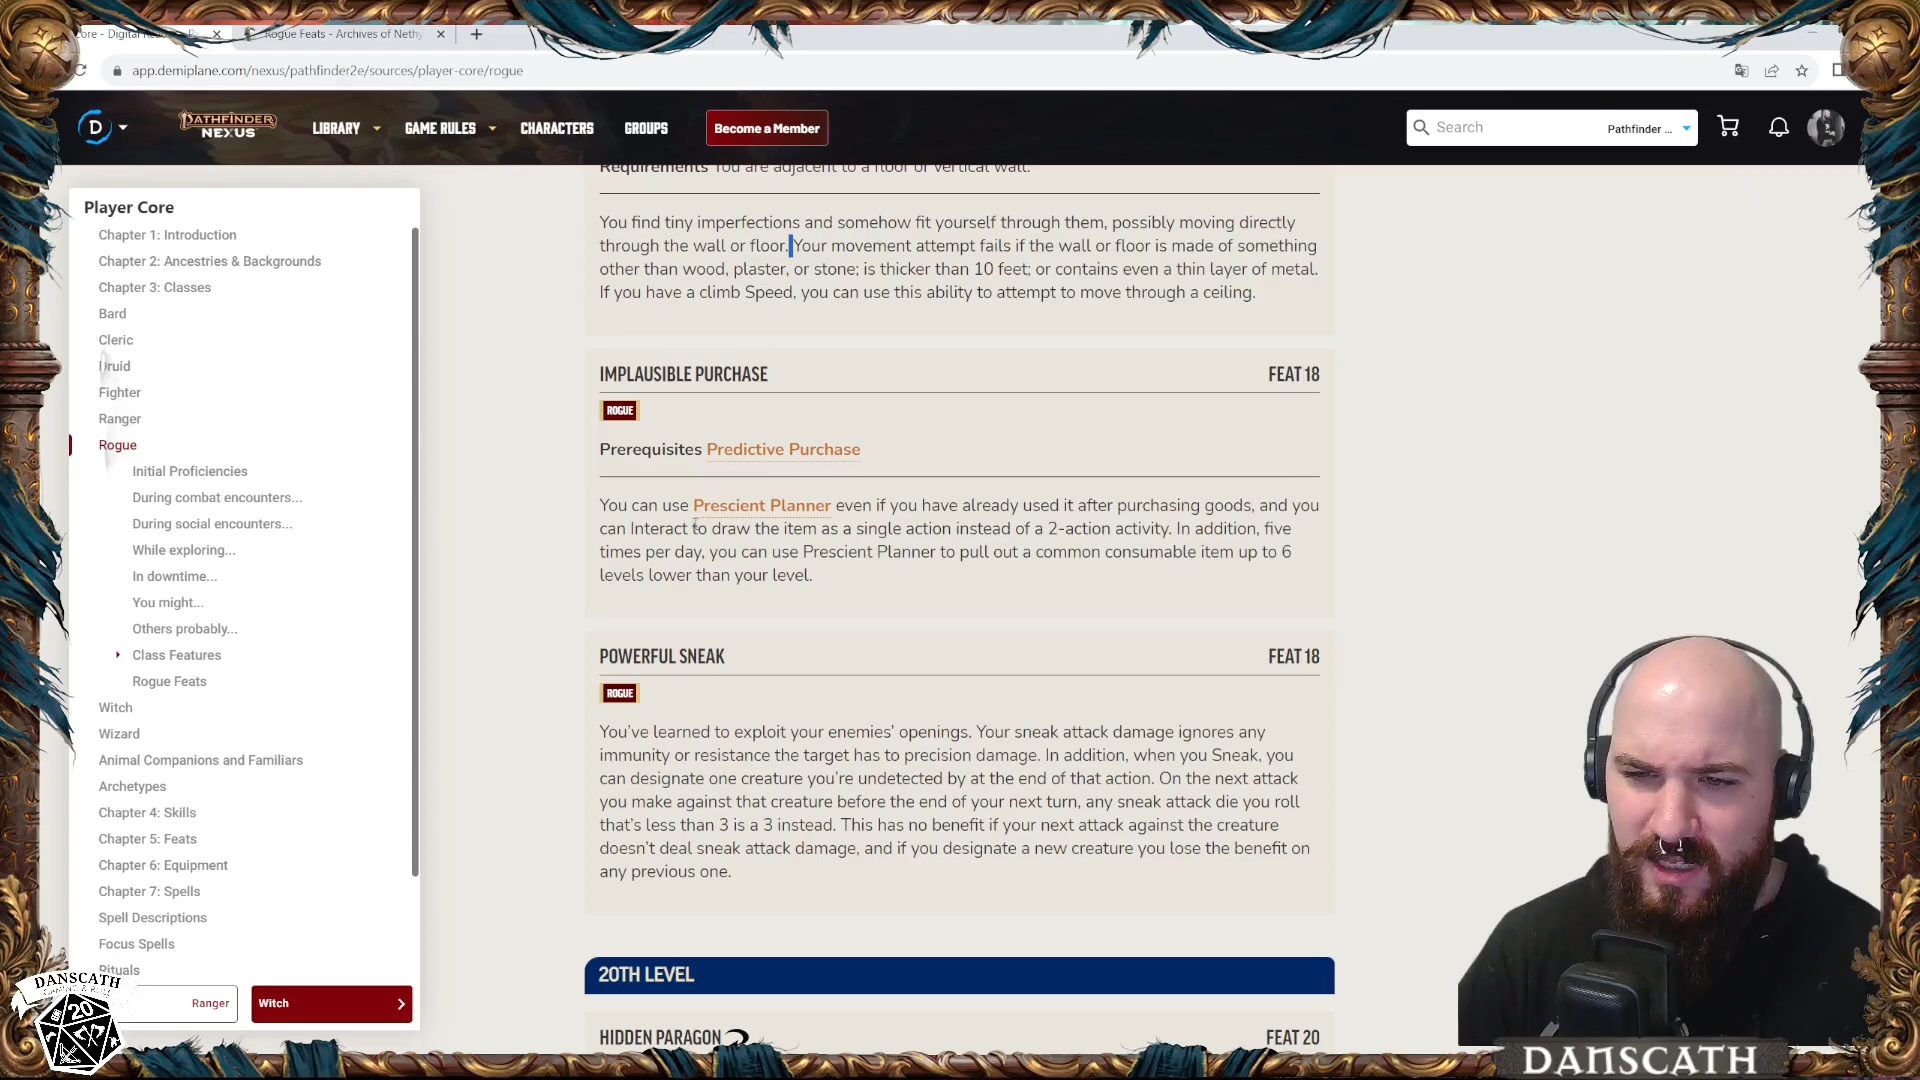 Core - Digital Rea
Rogue Feats - Archives of Nethy
app.demiplane.com/nexus/pathfinder2e/sources/player-core/rogue
D
PATHFINDER
NEXUS
LIBRARY
GAME RULES
CHARACTERS
GROUPS
Become a Member
Search
Pathfinder ...
Player Core
Chapter 1: Introduction
Chapter 2: Ancestries & Backgrounds
Chapter 3: Classes
Bard
Cleric
Druid
Fighter
Ranger
Rogue
Initial Proficiencies
During combat encounters...
During social encounters...
While exploring...
In downtime...
You might...
Others probably...
Class Features
Rogue Feats
Witch
Wizard
Animal Companions and Familiars
Archetypes
Chapter 4: Skills
Chapter 5: Feats
Chapter 6: Equipment
Chapter 7: Spells
Spell Descriptions
Focus Spells
Rituals
Ranger
Witch
Requirements You are adjacent to a floor or vertical wall.
You find tiny imperfections and somehow fit yourself through them, possibly moving directly
through the wall or floor. Your movement attempt fails if the wall or floor is made of something
other than wood, plaster, or stone; is thicker than 10 feet; or contains even a thin layer of metal.
If you have a climb Speed, you can use this ability to attempt to move through a ceiling.
IMPLAUSIBLE PURCHASE FEAT 18
ROGUE
Prerequisites Predictive Purchase
You can use Prescient Planner even if you have already used it after purchasing goods, and you
can Interact to draw the item as a single action instead of a 2-action activity. In addition, five
times per day, you can use Prescient Planner to pull out a common consumable item up to 6
levels lower than your level.
POWERFUL SNEAK FEAT 18
ROGUE
You've learned to exploit your enemies' openings. Your sneak attack damage ignores any
immunity or resistance the target has to precision damage. In addition, when you Sneak, you
can designate one creature you're undetected by at the end of that action. On the next attack
you make against that creature before the end of your next turn, any sneak attack die you roll
that's less than 3 is a 3 instead. This has no benefit if your next attack against the creature
doesn't deal sneak attack damage, and if you designate a new creature you lose the benefit on
any previous one.
20TH LEVEL
HIDDEN PARAGON FEAT 20
DANSCATH
20
DANSCATH